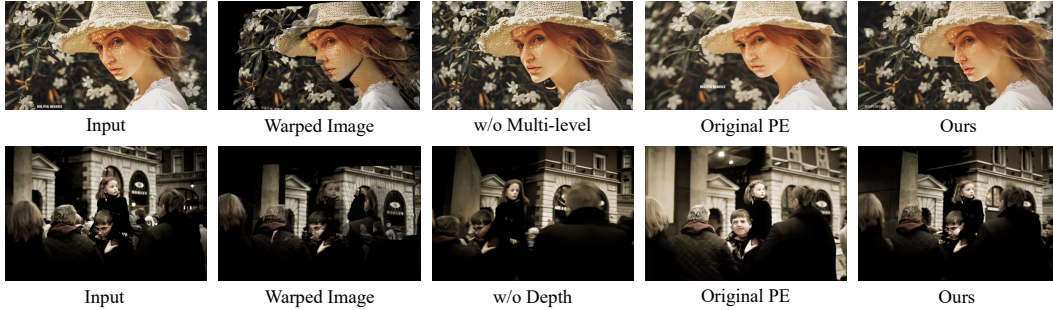 Input
Warped Image
w/o Multi-level
Original PE
Ours
Input
Warped Image
w/o Depth
Original PE
Ours